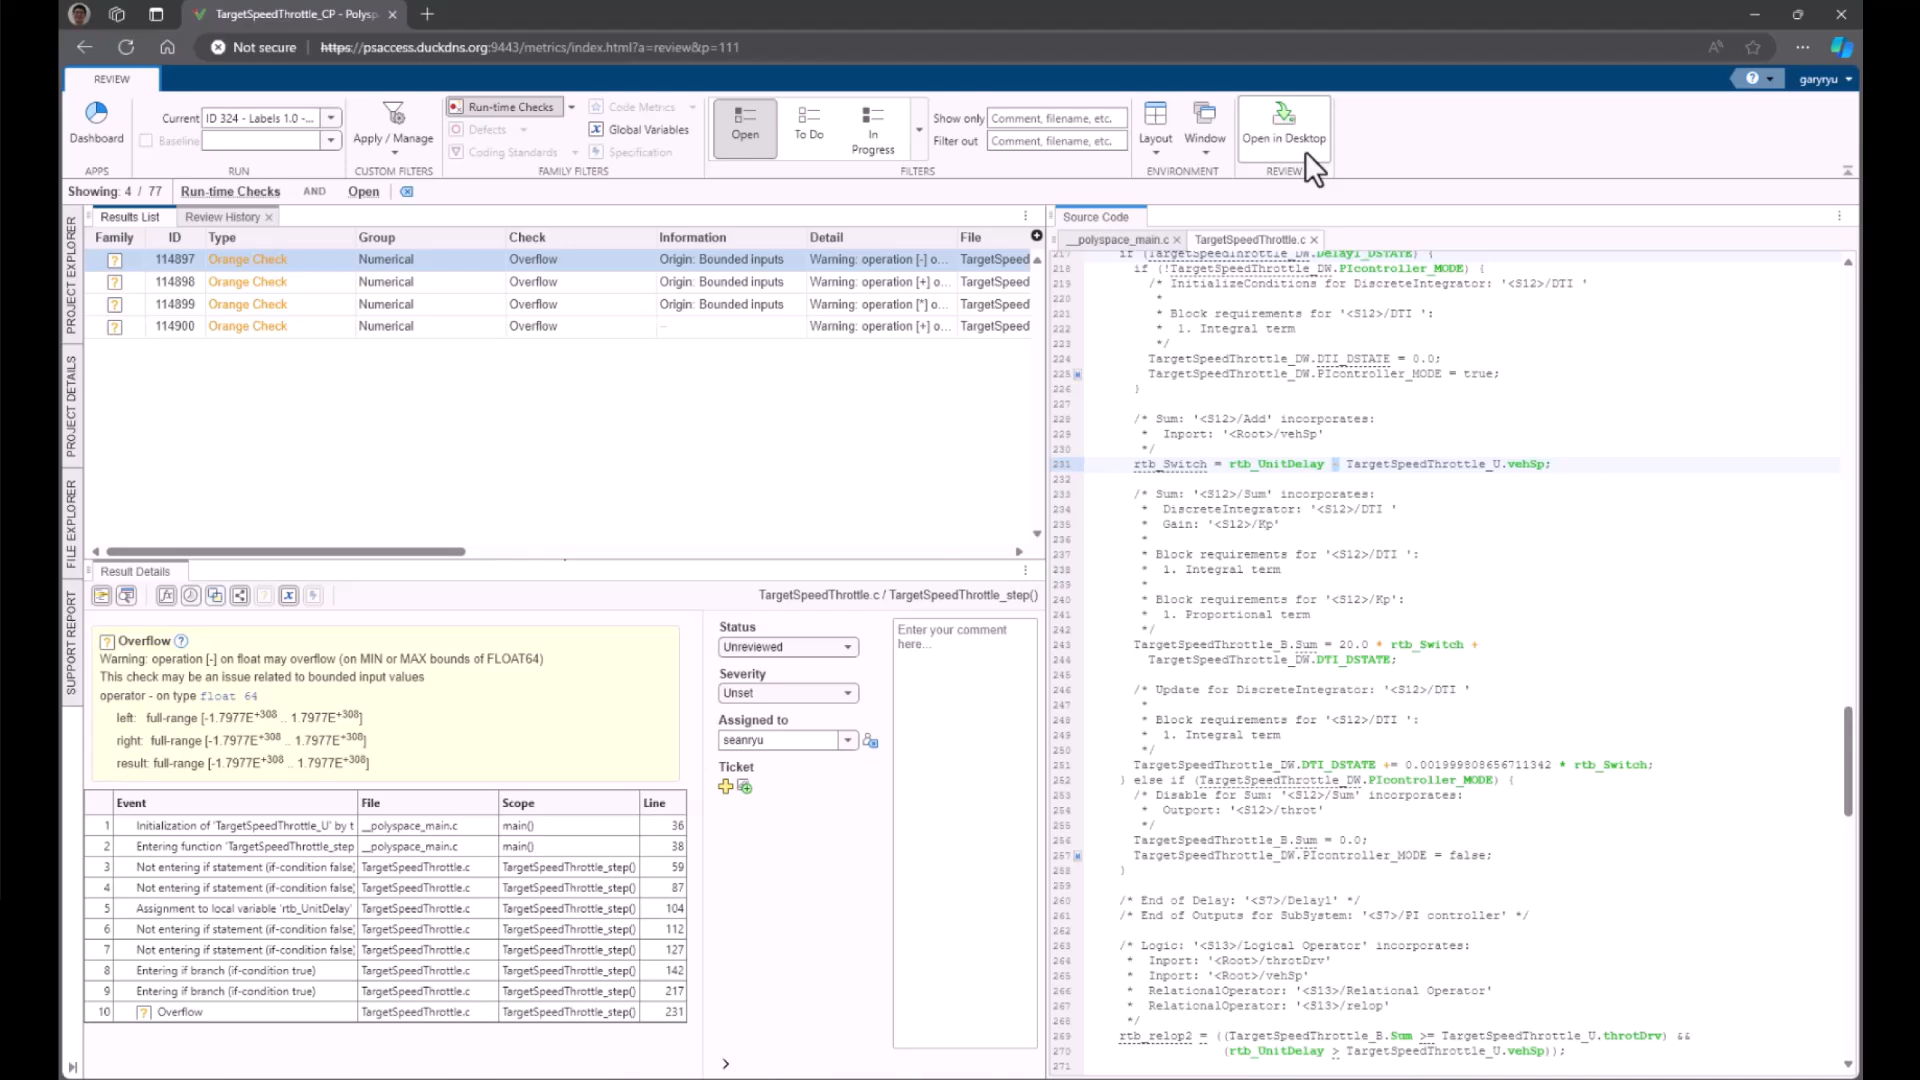 TargetSpeedThrottle_CP - Polysp
Not secure
https://psaccess.duckdns.org:9443/metrics/index.html?a=review&p=111
REVIEW
garyryu
Dashboard
APPS
Current ID 324 - Labels 1.0 -...
Baseline
RUN
Apply / Manage
CUSTOM FILTERS
Run-time Checks
Defects
Coding Standards
Code Metrics
Global Variables
Specification
FAMILY FILTERS
Open
To Do
In Progress
Show only Comment, filename, etc.
Filter out Comment, filename, etc.
FILTERS
Layout
Window
ENVIRONMENT
Open in Desktop
REVIEW
Showing: 4 / 77 Run-time Checks AND Open
PROJECT EXPLORER
PROJECT DETAILS
FILE EXPLORER
SUPPORT REPORT
Results List
Review History
Family ID Type Group Check Information Detail File
114897 Orange Check Numerical Overflow Origin: Bounded inputs Warning: operation [-] o... TargetSpeed
114898 Orange Check Numerical Overflow Origin: Bounded inputs Warning: operation [+] o... TargetSpeed
114899 Orange Check Numerical Overflow Origin: Bounded inputs Warning: operation [*] o... TargetSpeed
114900 Orange Check Numerical Overflow -- Warning: operation [+] o... TargetSpeed
Result Details
TargetSpeedThrottle.c / TargetSpeedThrottle_step()
? Overflow ?
Warning: operation [-] on float may overflow (on MIN or MAX bounds of FLOAT64)
This check may be an issue related to bounded input values
operator - on type float 64
left: full-range [-1.7977E+308 .. 1.7977E+308]
right: full-range [-1.7977E+308 .. 1.7977E+308]
result: full-range [-1.7977E+308 .. 1.7977E+308]
Status
Unreviewed
Severity
Unset
Assigned to
seanryu
Ticket
Enter your comment
here...
Event File Scope Line
1 Initialization of 'TargetSpeedThrottle_U' by t __polyspace_main.c main() 36
2 Entering function 'TargetSpeedThrottle_step __polyspace_main.c main() 38
3 Not entering if statement (if-condition false) TargetSpeedThrottle.c TargetSpeedThrottle_step() 59
4 Not entering if statement (if-condition false) TargetSpeedThrottle.c TargetSpeedThrottle_step() 87
5 Assignment to local variable 'rtb_UnitDelay' TargetSpeedThrottle.c TargetSpeedThrottle_step() 104
6 Not entering if statement (if-condition false) TargetSpeedThrottle.c TargetSpeedThrottle_step() 112
7 Not entering if statement (if-condition false) TargetSpeedThrottle.c TargetSpeedThrottle_step() 127
8 Entering if branch (if-condition true) TargetSpeedThrottle.c TargetSpeedThrottle_step() 142
9 Entering if branch (if-condition true) TargetSpeedThrottle.c TargetSpeedThrottle_step() 217
10 ? Overflow TargetSpeedThrottle.c TargetSpeedThrottle_step() 231
Source Code
__polyspace_main.c
TargetSpeedThrottle.c
217 if (TargetSpeedThrottle_DW.Delay1_DSTATE) {
218 if (!TargetSpeedThrottle_DW.PIcontroller_MODE) {
219 /* InitializeConditions for DiscreteIntegrator: '<S12>/DTI '
220 *
221 * Block requirements for '<S12>/DTI ':
222 * 1. Integral term
223 */
224 TargetSpeedThrottle_DW.DTI_DSTATE = 0.0;
225 TargetSpeedThrottle_DW.PIcontroller_MODE = true;
226 }
227
228 /* Sum: '<S12>/Add' incorporates:
229 * Inport: '<Root>/vehSp'
230 */
231 rtb_Switch = rtb_UnitDelay - TargetSpeedThrottle_U.vehSp;
232
233 /* Sum: '<S12>/Sum' incorporates:
234 * DiscreteIntegrator: '<S12>/DTI '
235 * Gain: '<S12>/Kp'
236 *
237 * Block requirements for '<S12>/DTI ':
238 * 1. Integral term
239 *
240 * Block requirements for '<S12>/Kp':
241 * 1. Proportional term
242 */
243 TargetSpeedThrottle_B.Sum = 20.0 * rtb_Switch +
244 TargetSpeedThrottle_DW.DTI_DSTATE;
245
246 /* Update for DiscreteIntegrator: '<S12>/DTI '
247 *
248 * Block requirements for '<S12>/DTI ':
249 * 1. Integral term
250 */
251 TargetSpeedThrottle_DW.DTI_DSTATE += 0.001999808656711342 * rtb_Switch;
252 } else if (TargetSpeedThrottle_DW.PIcontroller_MODE) {
253 /* Disable for Sum: '<S12>/Sum' incorporates:
254 * Outport: '<S12>/throt'
255 */
256 TargetSpeedThrottle_B.Sum = 0.0;
257 TargetSpeedThrottle_DW.PIcontroller_MODE = false;
258 }
259
260 /* End of Delay: '<S7>/Delay1' */
261 /* End of Outputs for SubSystem: '<S7>/PI controller' */
262
263 /* Logic: '<S13>/Logical Operator' incorporates:
264 * Inport: '<Root>/throtDrv'
265 * Inport: '<Root>/vehSp'
266 * RelationalOperator: '<S13>/Relational Operator'
267 * RelationalOperator: '<S13>/relop'
268 */
269 rtb_relop2 = ((TargetSpeedThrottle_B.Sum >= TargetSpeedThrottle_U.throtDrv) &&
270 (rtb_UnitDelay > TargetSpeedThrottle_U.vehSp));
271